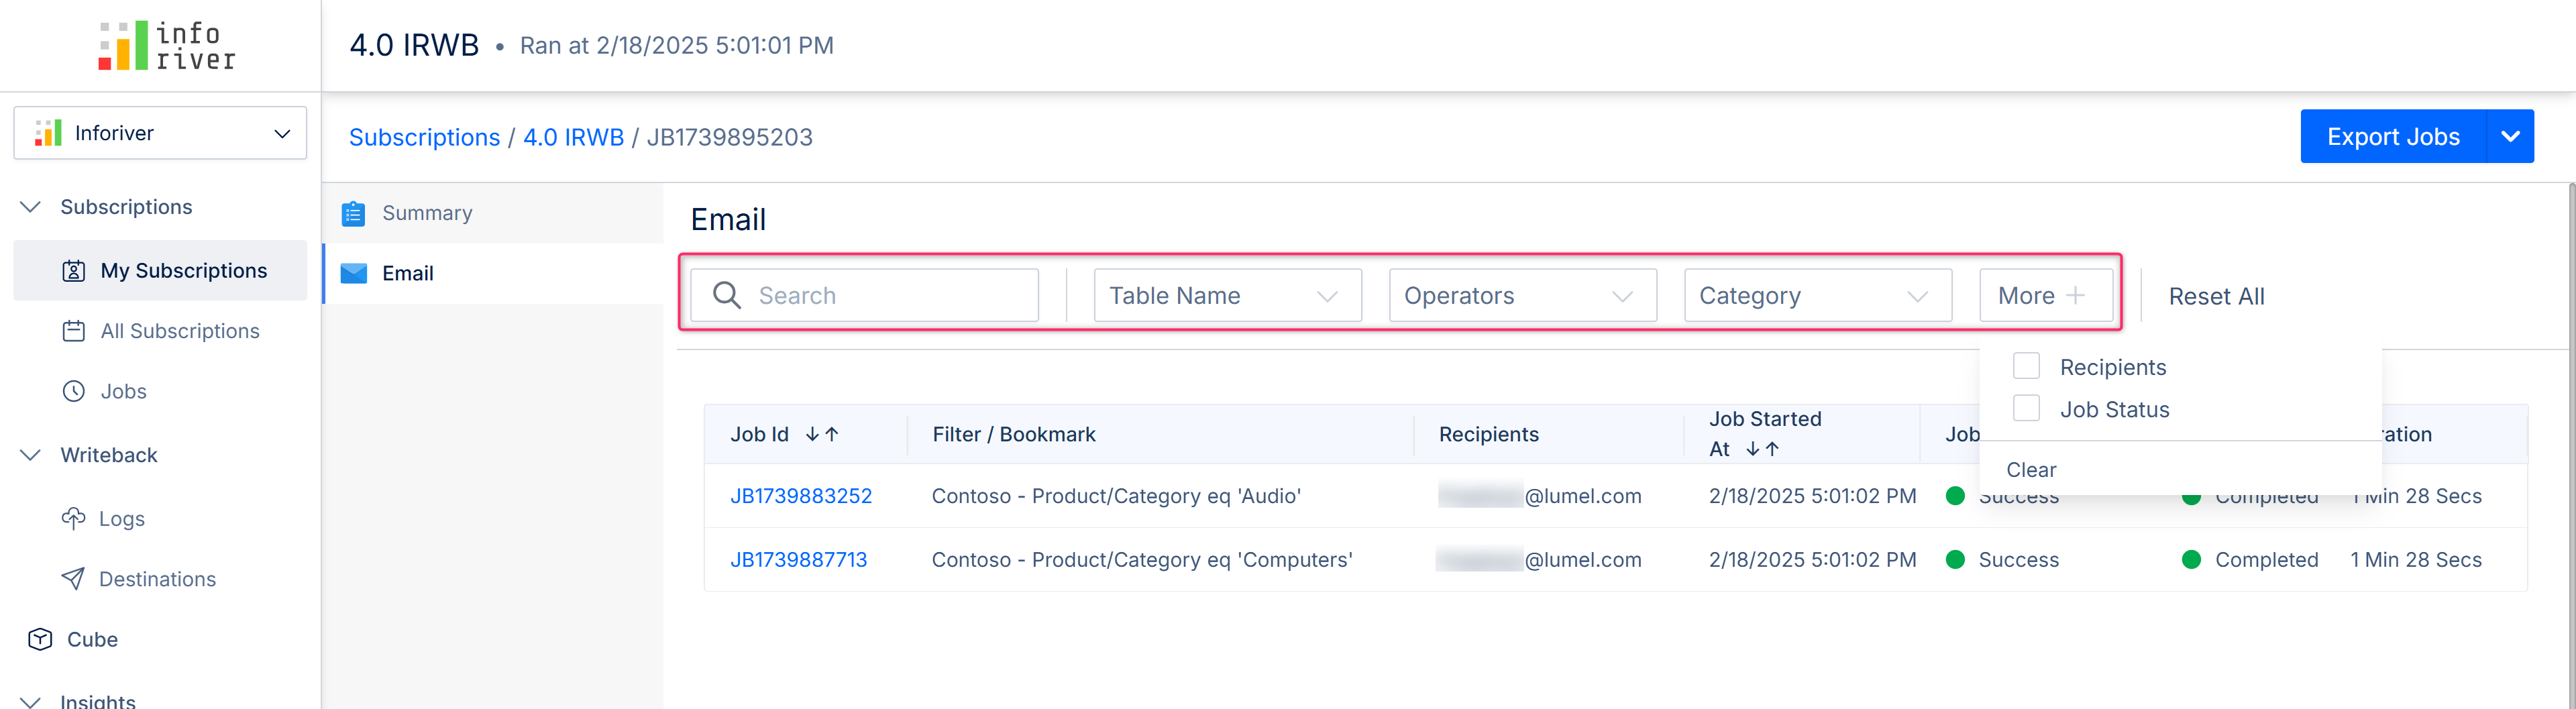 info
river
4.0 IRWB • Ran at 2/18/2025 5:01:01 PM
Inforiver
Subscriptions / 4.0 IRWB / JB1739895203
Export Jobs
Subscriptions
My Subscriptions
All Subscriptions
Jobs
Writeback
Logs
Destinations
Cube
Insights
Summary
Email
Email
Search
Table Name
Operators
Category
More +
Reset All
Recipients
Job Status
Clear
Job Id Filter / Bookmark Recipients Job Started At Job
JB1739883252 Contoso - Product/Category eq 'Audio' @lumel.com 2/18/2025 5:01:02 PM Success Completed 1 Min 28 Secs
JB1739887713 Contoso - Product/Category eq 'Computers' @lumel.com 2/18/2025 5:01:02 PM Success Completed 1 Min 28 Secs